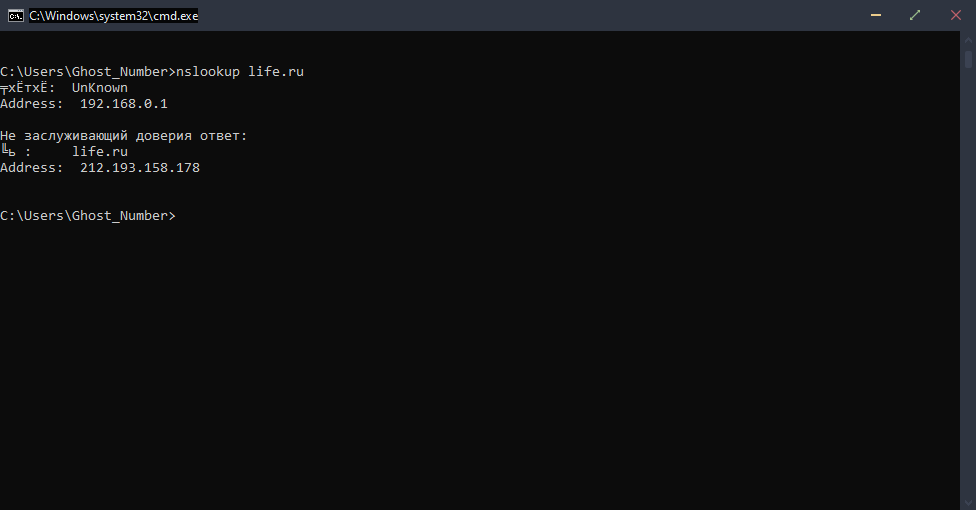 C:\Windows\system32\cmd.exe
C:\Users\Ghost_Number>nslookup life.ru
╤хЁтхЁ:  UnKnown
Address:  192.168.0.1
Не заслуживающий доверия ответ:
╚ь :     life.ru
Address:  212.193.158.178
C:\Users\Ghost_Number>